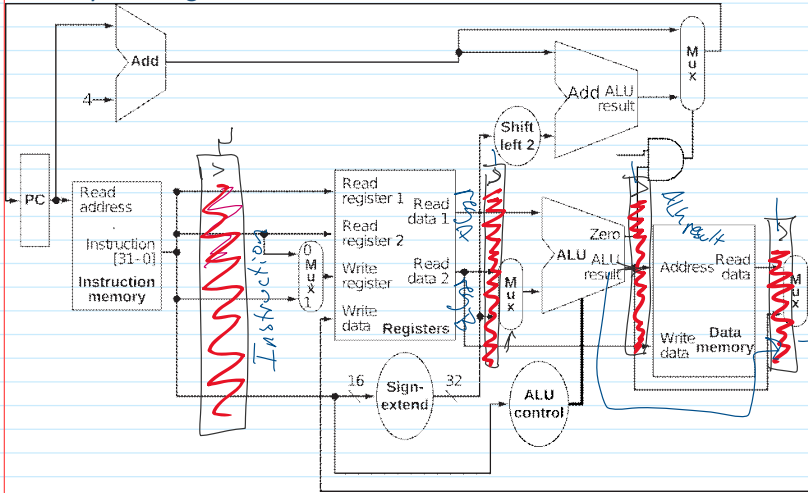 Add
4
M
u
x
Add ALU
result
Shift
left 2
PC
Read
address
Instruction
[31-0]
Instruction
memory
Instruction
0
M
u
x
1
Read
register 1
Read
register 2
Write
register
Write
data
Read
data 1
Read
data 2
Registers
regA
regB
M
u
x
Zero
ALU
ALU
result
ALU result
Address
Read
data
Write
data
Data
memory
M
u
x
16
Sign-
extend
32
ALU
control